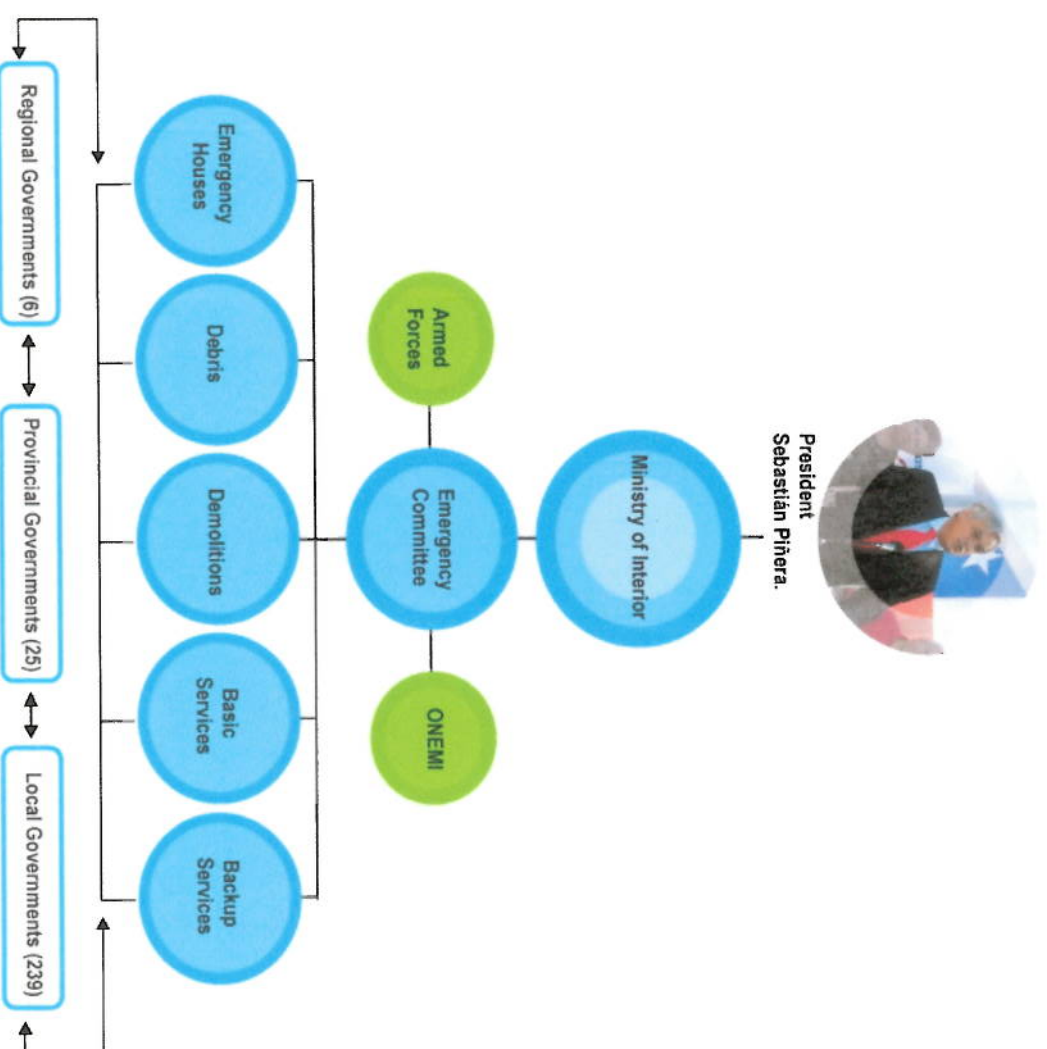 President
Sebastián Piñera.
Ministry of Interior
Armed
Forces
Emergency
Committee
ONEMI
Emergency
Houses
Debris
Demolitions
Basic
Services
Backup
Services
Regional Governments (6)
Provincial Governments (25)
Local Governments (239)